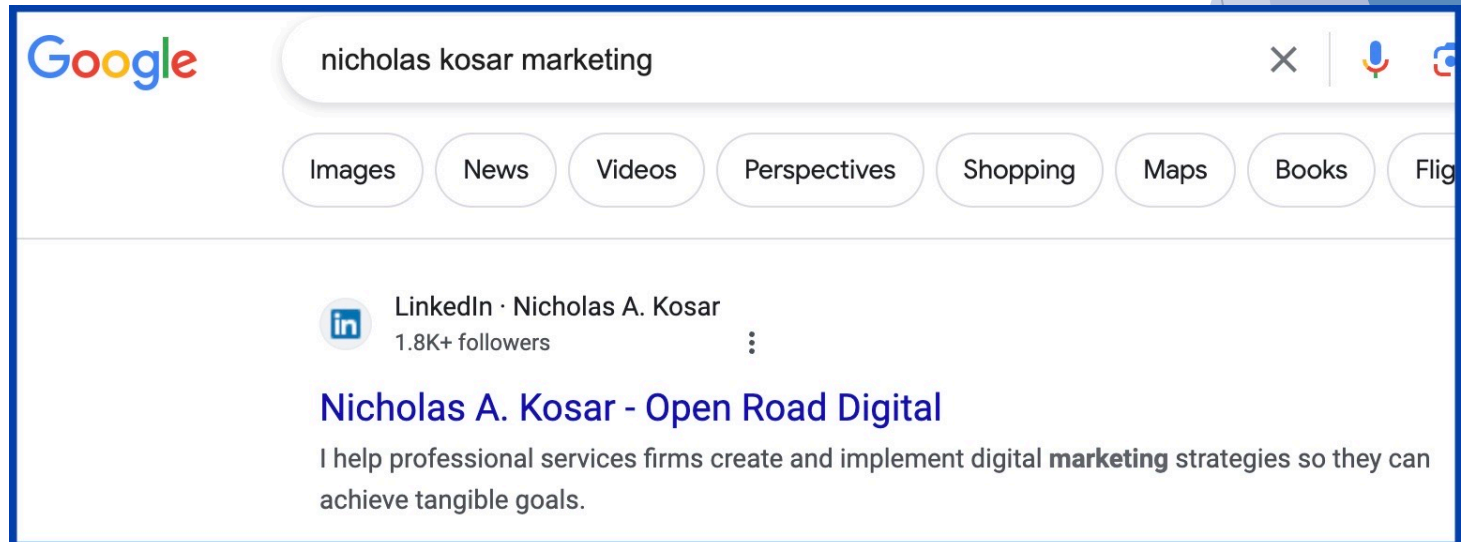 Google
nicholas kosar marketing
Images News Videos Perspectives Shopping Maps Books
in
LinkedIn · Nicholas A. Kosar
1.8K+ followers
Nicholas A. Kosar - Open Road Digital
I help professional services firms create and implement digital marketing strategies so they can
achieve tangible goals.